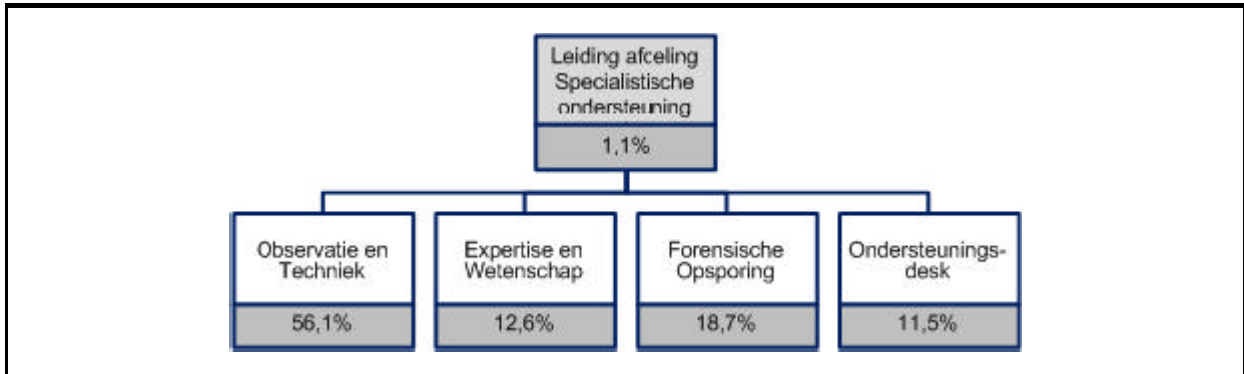 Leiding afceling
Specialistische
ondersteuning
1,1%
Observatie en
Techniek
56,1%
Expertise en
Wetenschap
12,6%
Forensische
Opsporing
18,7%
Ondersteunings-
desk
11,5%